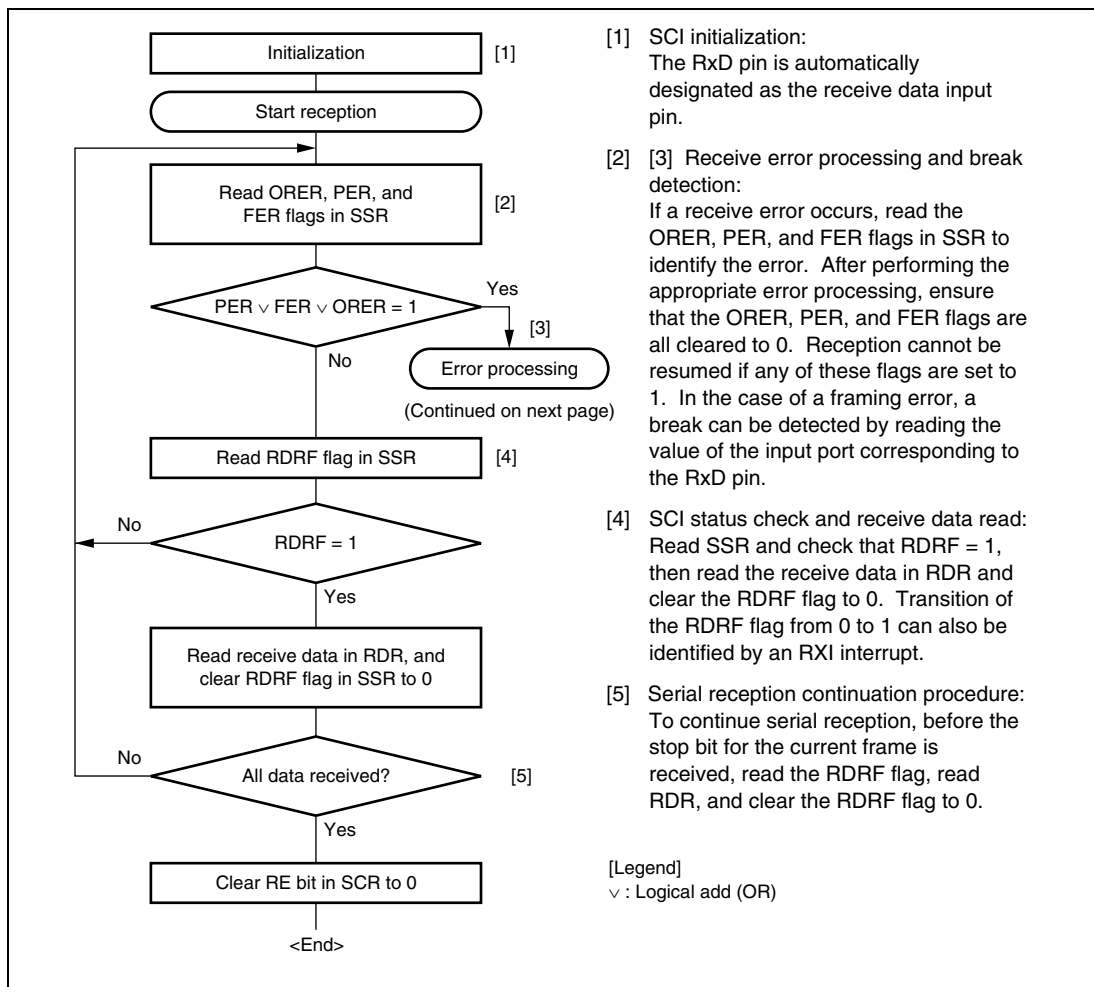 Initialization
[1]
Start reception
Read ORER, PER, and
FER flags in SSR
[2]
PER ∨ FER ∨ ORER = 1
Yes
[3]
No
Error processing
(Continued on next page)
Read RDRF flag in SSR
[4]
No
RDRF = 1
Yes
Read receive data in RDR, and
clear RDRF flag in SSR to 0
No
All data received?
[5]
Yes
Clear RE bit in SCR to 0
<End>
[1] SCI initialization:
The RxD pin is automatically
designated as the receive data input
pin.
[2] [3] Receive error processing and break
detection:
If a receive error occurs, read the
ORER, PER, and FER flags in SSR to
identify the error. After performing the
appropriate error processing, ensure
that the ORER, PER, and FER flags are
all cleared to 0. Reception cannot be
resumed if any of these flags are set to
1. In the case of a framing error, a
break can be detected by reading the
value of the input port corresponding to
the RxD pin.
[4] SCI status check and receive data read:
Read SSR and check that RDRF = 1,
then read the receive data in RDR and
clear the RDRF flag to 0. Transition of
the RDRF flag from 0 to 1 can also be
identified by an RXI interrupt.
[5] Serial reception continuation procedure:
To continue serial reception, before the
stop bit for the current frame is
received, read the RDRF flag, read
RDR, and clear the RDRF flag to 0.
[Legend]
∨ : Logical add (OR)